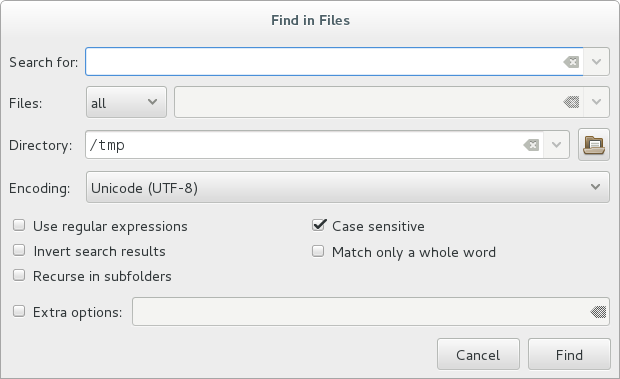 Find in Files
Search for:
Files: all
Directory: /tmp
Encoding: Unicode (UTF-8)
Use regular expressions
Case sensitive
Invert search results
Match only a whole word
Recurse in subfolders
Extra options:
Cancel Find